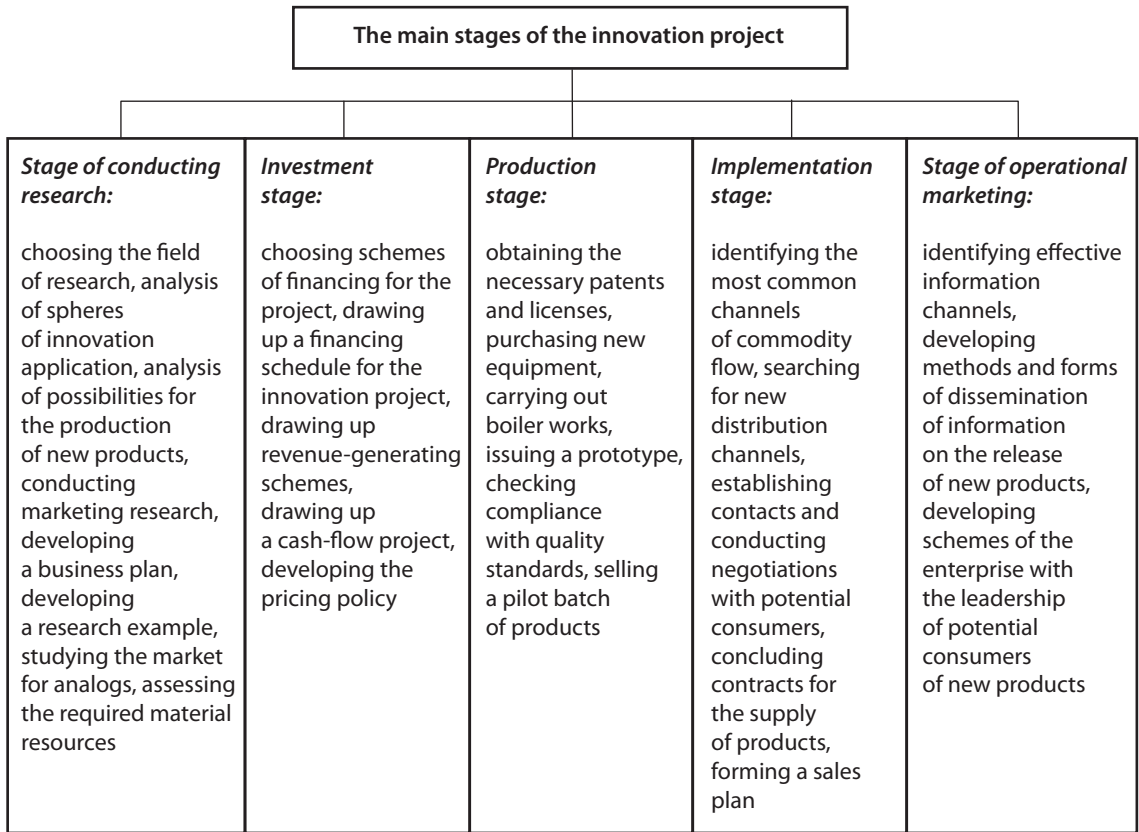 The main stages of the innovation project
Stage of conducting
research:
choosing the field
of research, analysis
of spheres
of innovation
application, analysis
of possibilities for
the production
of new products,
conducting
marketing research,
developing
a business plan,
developing
a research example,
studying the market
for analogs, assessing
the required material
resources
Investment
stage:
choosing schemes
of financing for the
project, drawing
up a financing
schedule for the
innovation project,
drawing up
revenue-generating
schemes,
drawing up
a cash-flow project,
developing the
pricing policy
Production
stage:
obtaining the
necessary patents
and licenses,
purchasing new
equipment,
carrying out
boiler works,
issuing a prototype,
checking
compliance
with quality
standards, selling
a pilot batch
of products
Implementation
stage:
identifying the
most common
channels
of commodity
flow, searching
for new
distribution
channels,
establishing
contacts and
conducting
negotiations
with potential
consumers,
concluding
contracts for
the supply
of products,
forming a sales
plan
Stage of operational
marketing:
identifying effective
information
channels,
developing
methods and forms
of dissemination
of information
on the release
of new products,
developing
schemes of the
enterprise with
the leadership
of potential
consumers
of new products